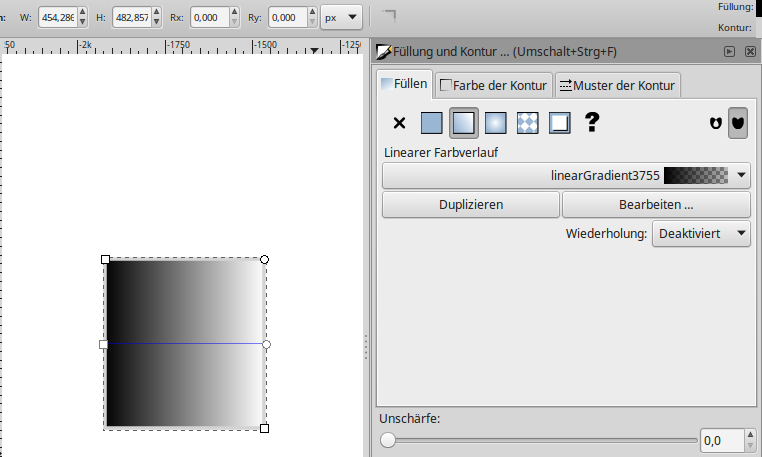 Füllung:
W: 454,286 H: 482,857 Rx: 0,000 Ry: 0,000 px
Kontur:
-2k -1750 -1500 -1250
Füllung und Kontur ... (Umschalt+Strg+F)
Füllen Farbe der Kontur Muster der Kontur
?
Linearer Farbverlauf
linearGradient3755
Duplizieren Bearbeiten ...
Wiederholung: Deaktiviert
Unschärfe:
0,0